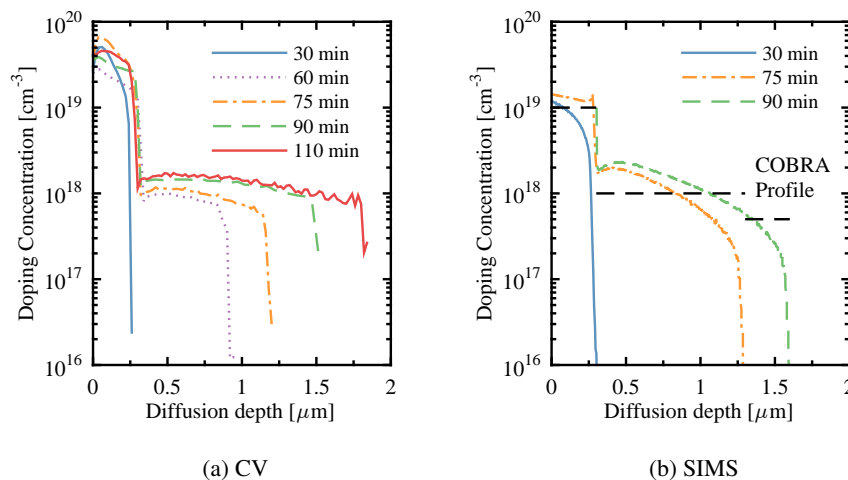 10^20
10^19
10^18
10^17
10^16
Doping Concentration [cm^-3]
30 min
60 min
75 min
90 min
110 min
0
0.5
1
1.5
2
Diffusion depth [μm]
(a) CV
10^20
10^19
10^18
10^17
10^16
Doping Concentration [cm^-3]
30 min
75 min
90 min
COBRA
Profile
0
0.5
1
1.5
2
Diffusion depth [μm]
(b) SIMS